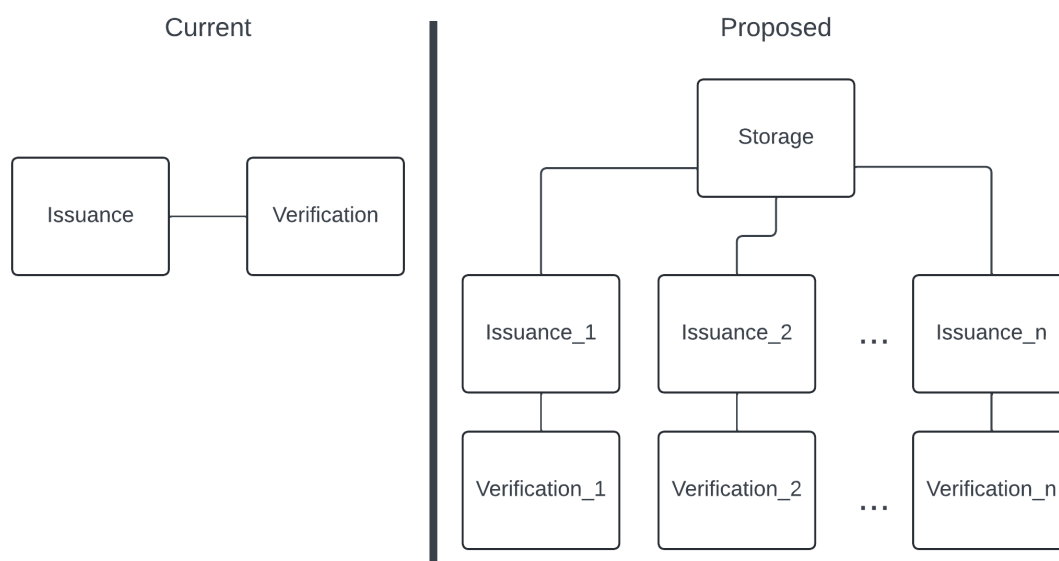 Current
Issuance
Verification
Proposed
Storage
Issuance_1
Issuance_2
...
Issuance_n
Verification_1
Verification_2
...
Verification_n